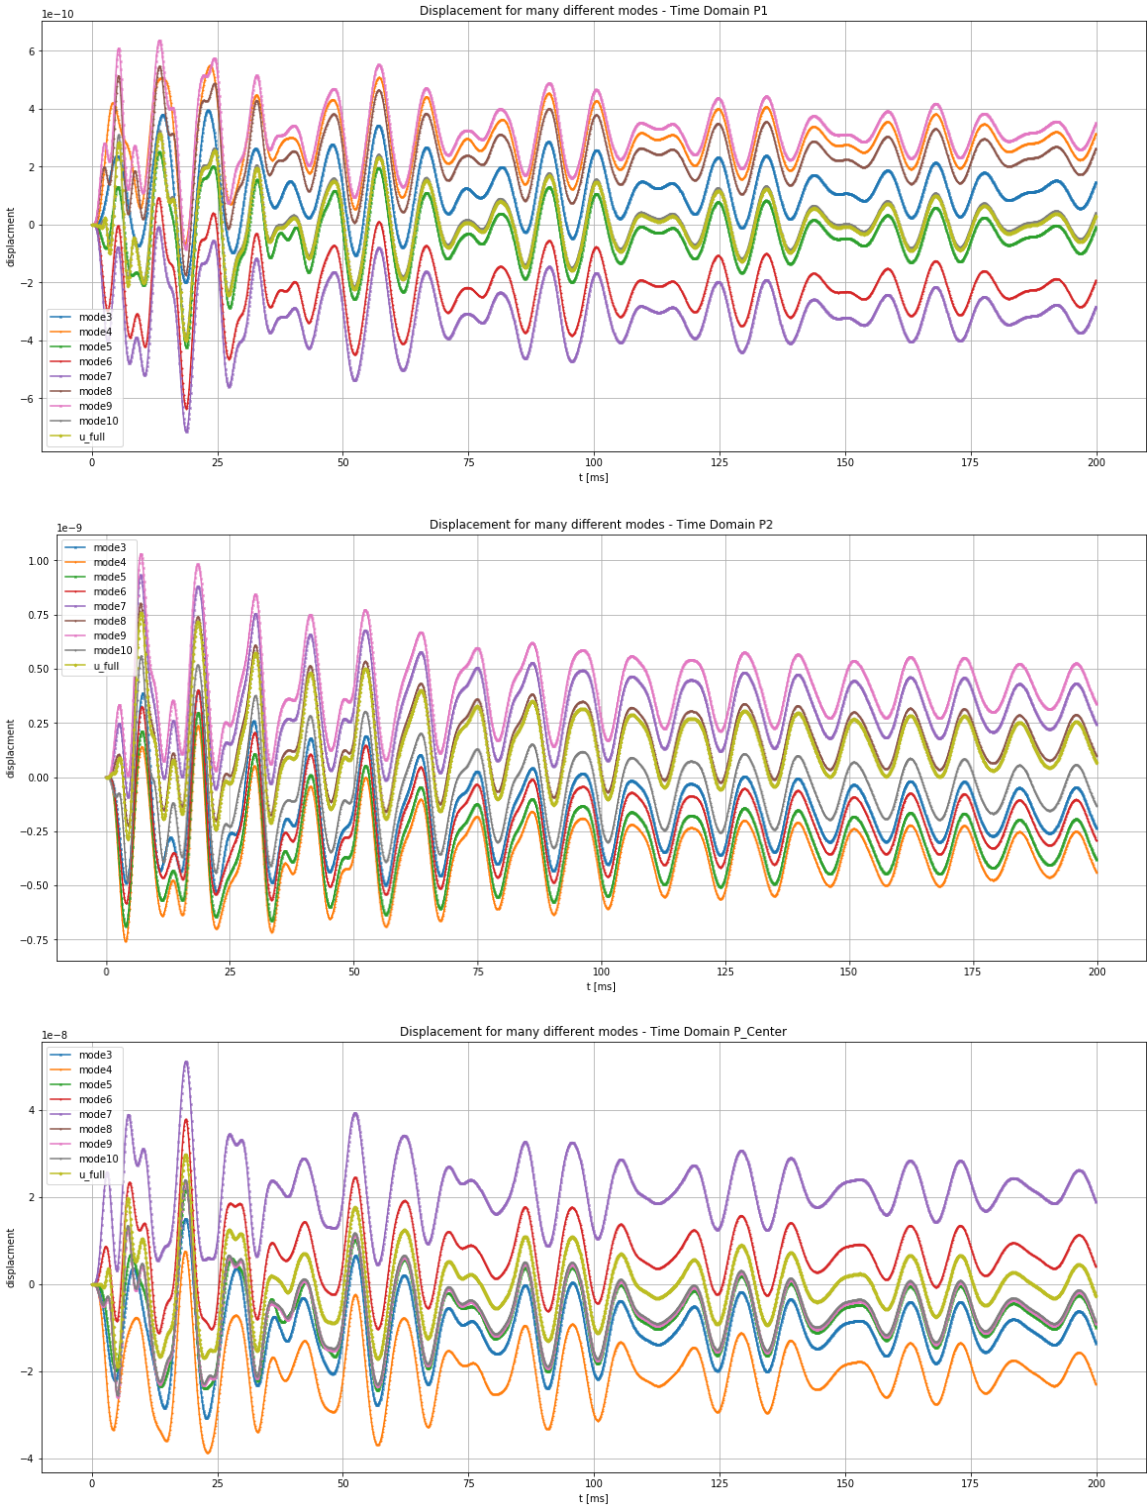 Displacement for many different modes - Time Domain P1
1e-10
6
4
2
0
−2
−4
−6
displacment
mode3
mode4
mode5
mode6
mode7
mode8
mode9
mode10
u_full
0 25 50 75 100 125 150 175 200
t [ms]
Displacement for many different modes - Time Domain P2
1e-9
1.00
0.75
0.50
0.25
0.00
−0.25
−0.50
−0.75
displacment
mode3
mode4
mode5
mode6
mode7
mode8
mode9
mode10
u_full
0 25 50 75 100 125 150 175 200
t [ms]
Displacement for many different modes - Time Domain P_Center
1e-8
4
2
0
−2
−4
displacment
mode3
mode4
mode5
mode6
mode7
mode8
mode9
mode10
u_full
0 25 50 75 100 125 150 175 200
t [ms]